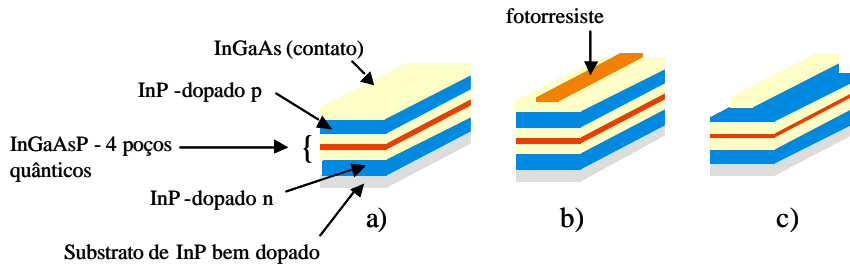 fotorresiste
InGaAs (contato)
InP -dopado p
InGaAsP - 4 poços
quânticos
{
InP -dopado n
Substrato de InP bem dopado
a)
b)
c)